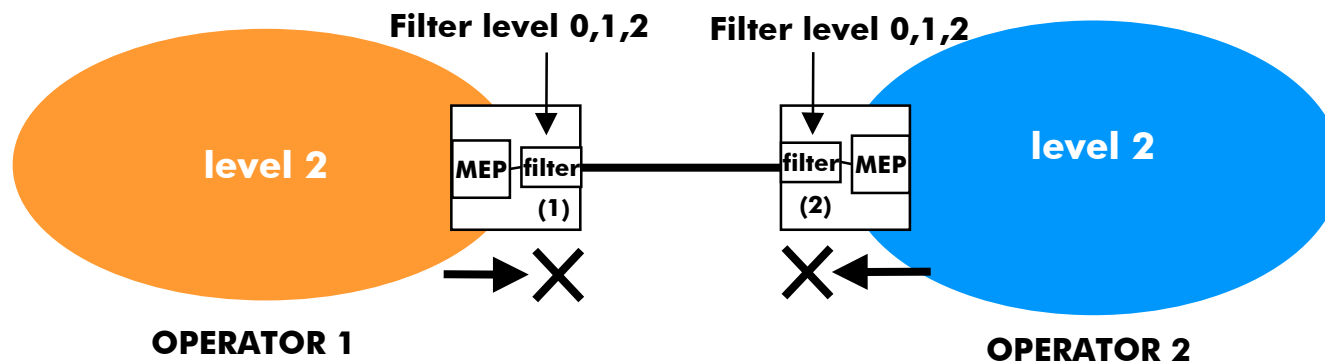 Filter level 0,1,2
Filter level 0,1,2
level 2
level 2
MEP
filter
filter
MEP
(1)
(2)
OPERATOR 1
OPERATOR 2